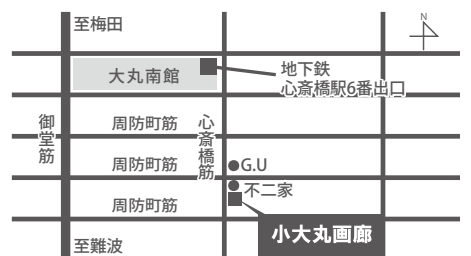 至梅田
N
大丸南館
地下鉄
心斎橋駅6番出口
御堂筋
周防町筋
心斎橋筋
周防町筋
G.U
不二家
周防町筋
小大丸画廊
至難波